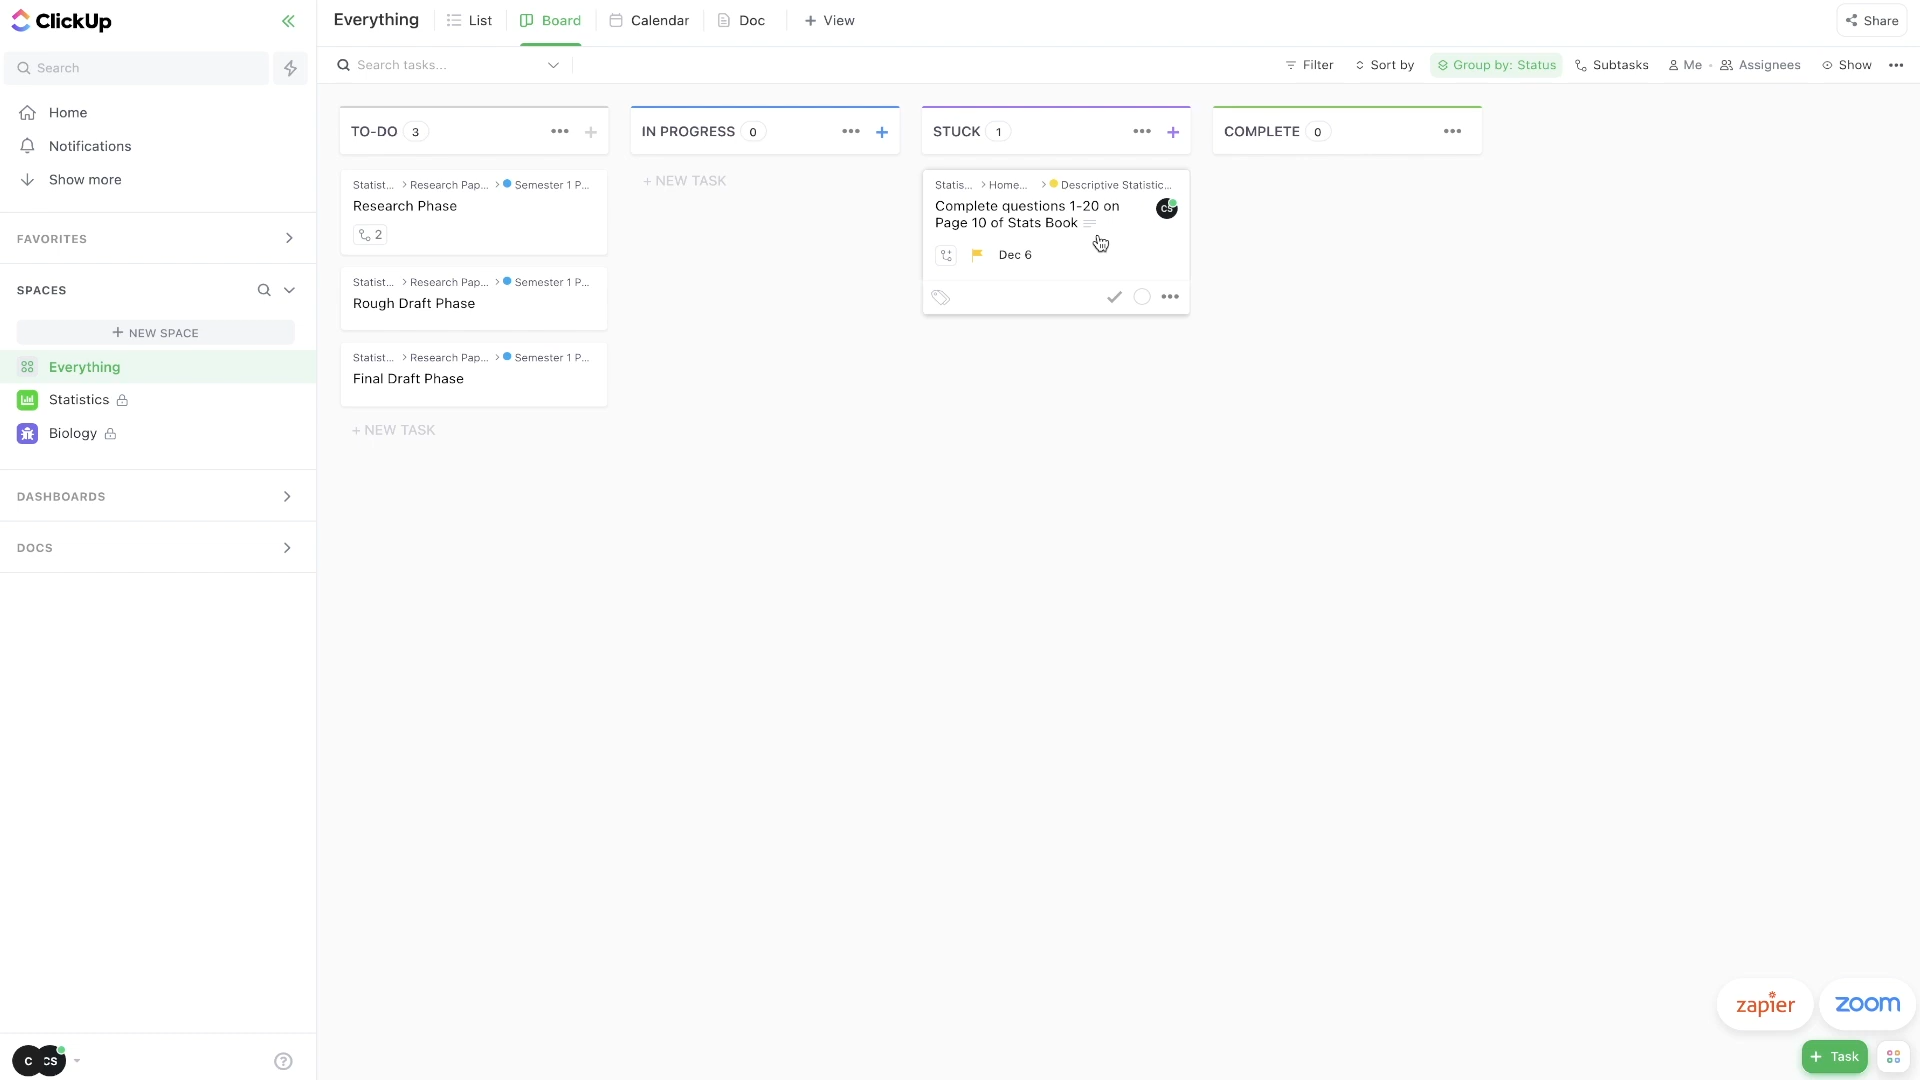 ClickUp
Search
Home
Notifications
Show more
FAVORITES
SPACES
+ NEW SPACE
Everything
Statistics
Biology
DASHBOARDS
DOCS
C CS
Everything
List
Board
Calendar
Doc
+ View
Share
Search tasks...
Filter
Sort by
Group by: Status
Subtasks
Me
Assignees
Show
TO-DO 3
Statist... > Research Pap... > Semester 1 P...
Research Phase
2
Statist... > Research Pap... > Semester 1 P...
Rough Draft Phase
Statist... > Research Pap... > Semester 1 P...
Final Draft Phase
+ NEW TASK
IN PROGRESS 0
+ NEW TASK
STUCK 1
Statis... > Home... > Descriptive Statistic...
Complete questions 1-20 on
Page 10 of Stats Book
CS
Dec 6
COMPLETE 0
zapier
zoom
+ Task